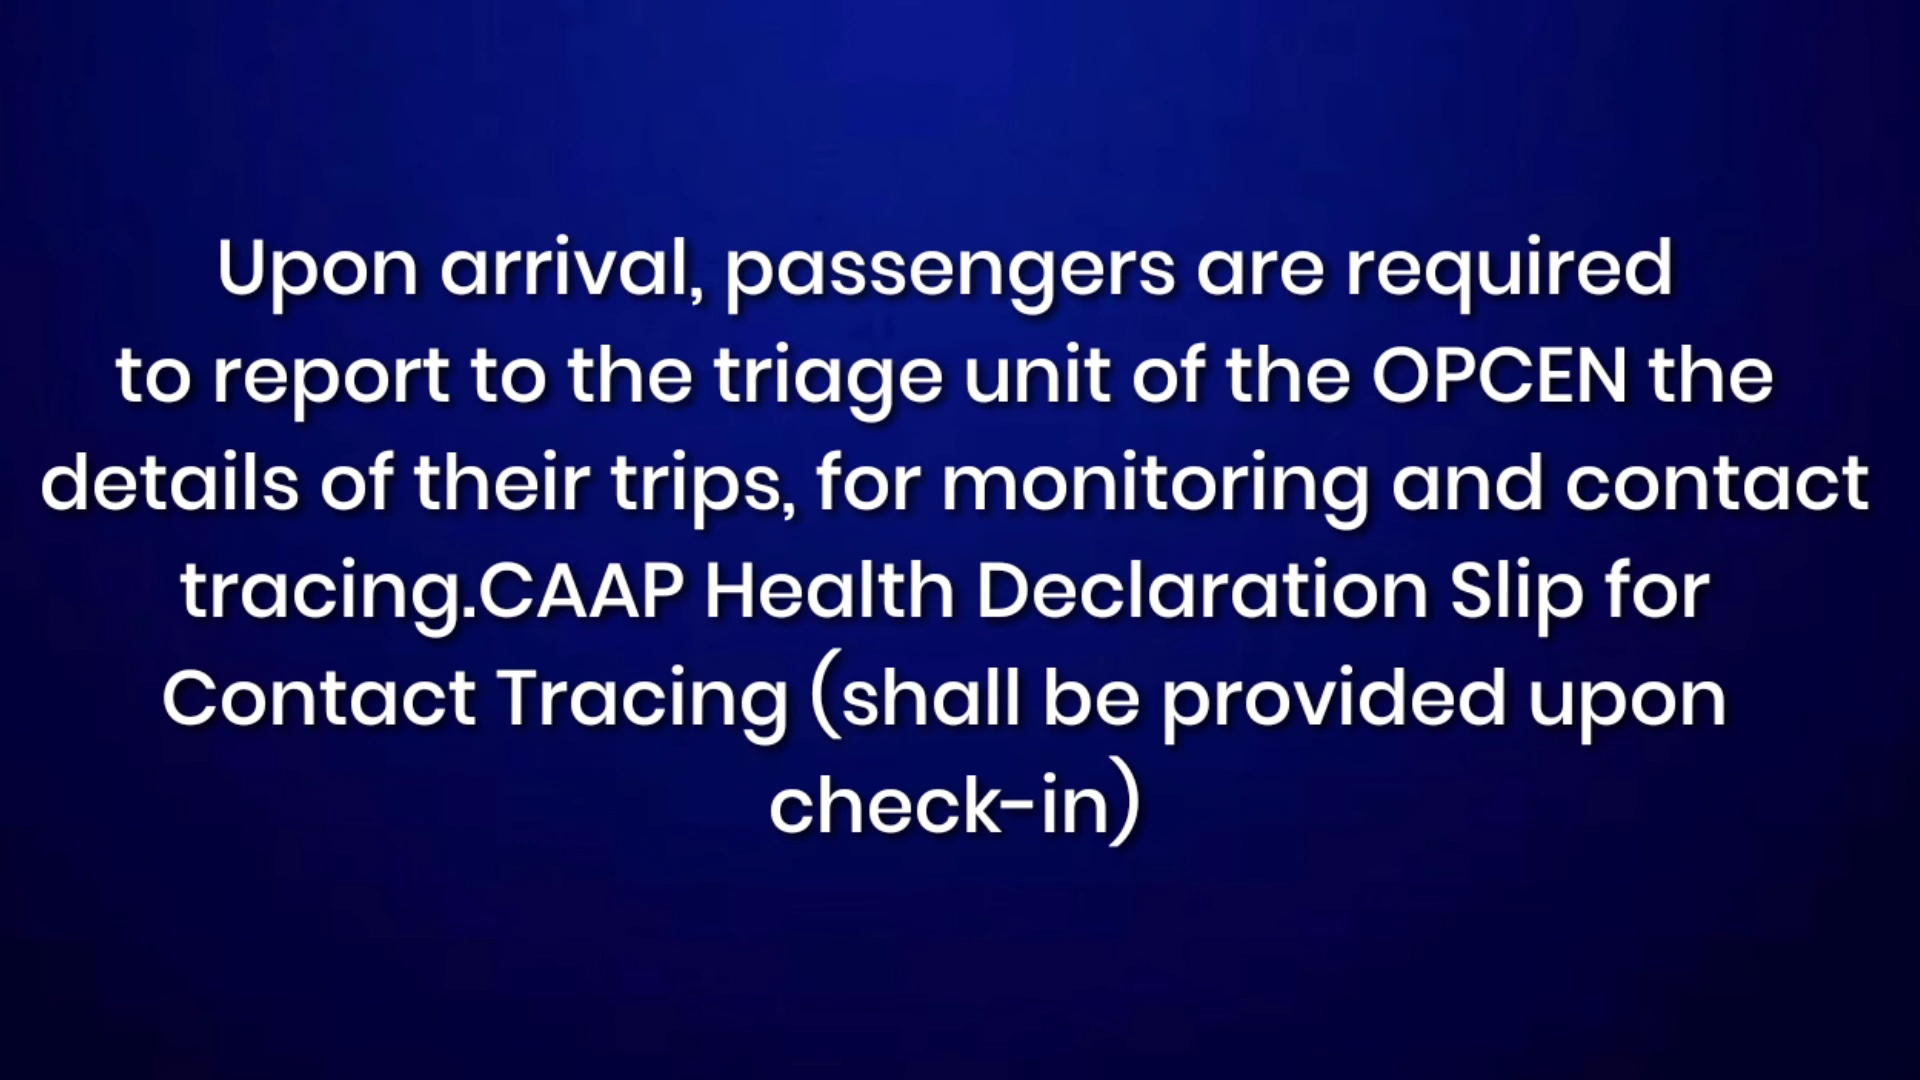 Upon arrival, passengers are required
to report to the triage unit of the OPCEN the
details of their trips, for monitoring and contact
tracing.CAAP Health Declaration Slip for
Contact Tracing (shall be provided upon
check-in)